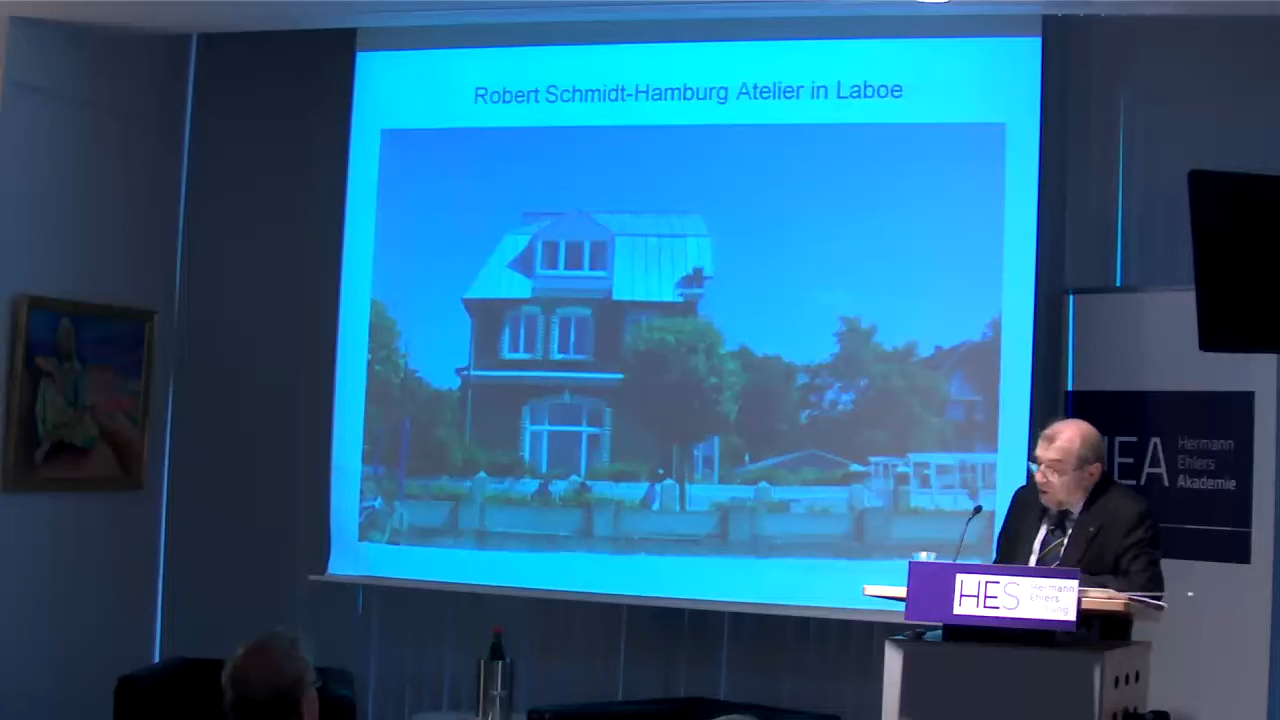 Robert Schmidt-Hamburg Atelier in Laboe
HEA
Hermann
Ehlers
Akademie
HES
Hermann
Ehlers
Stiftung